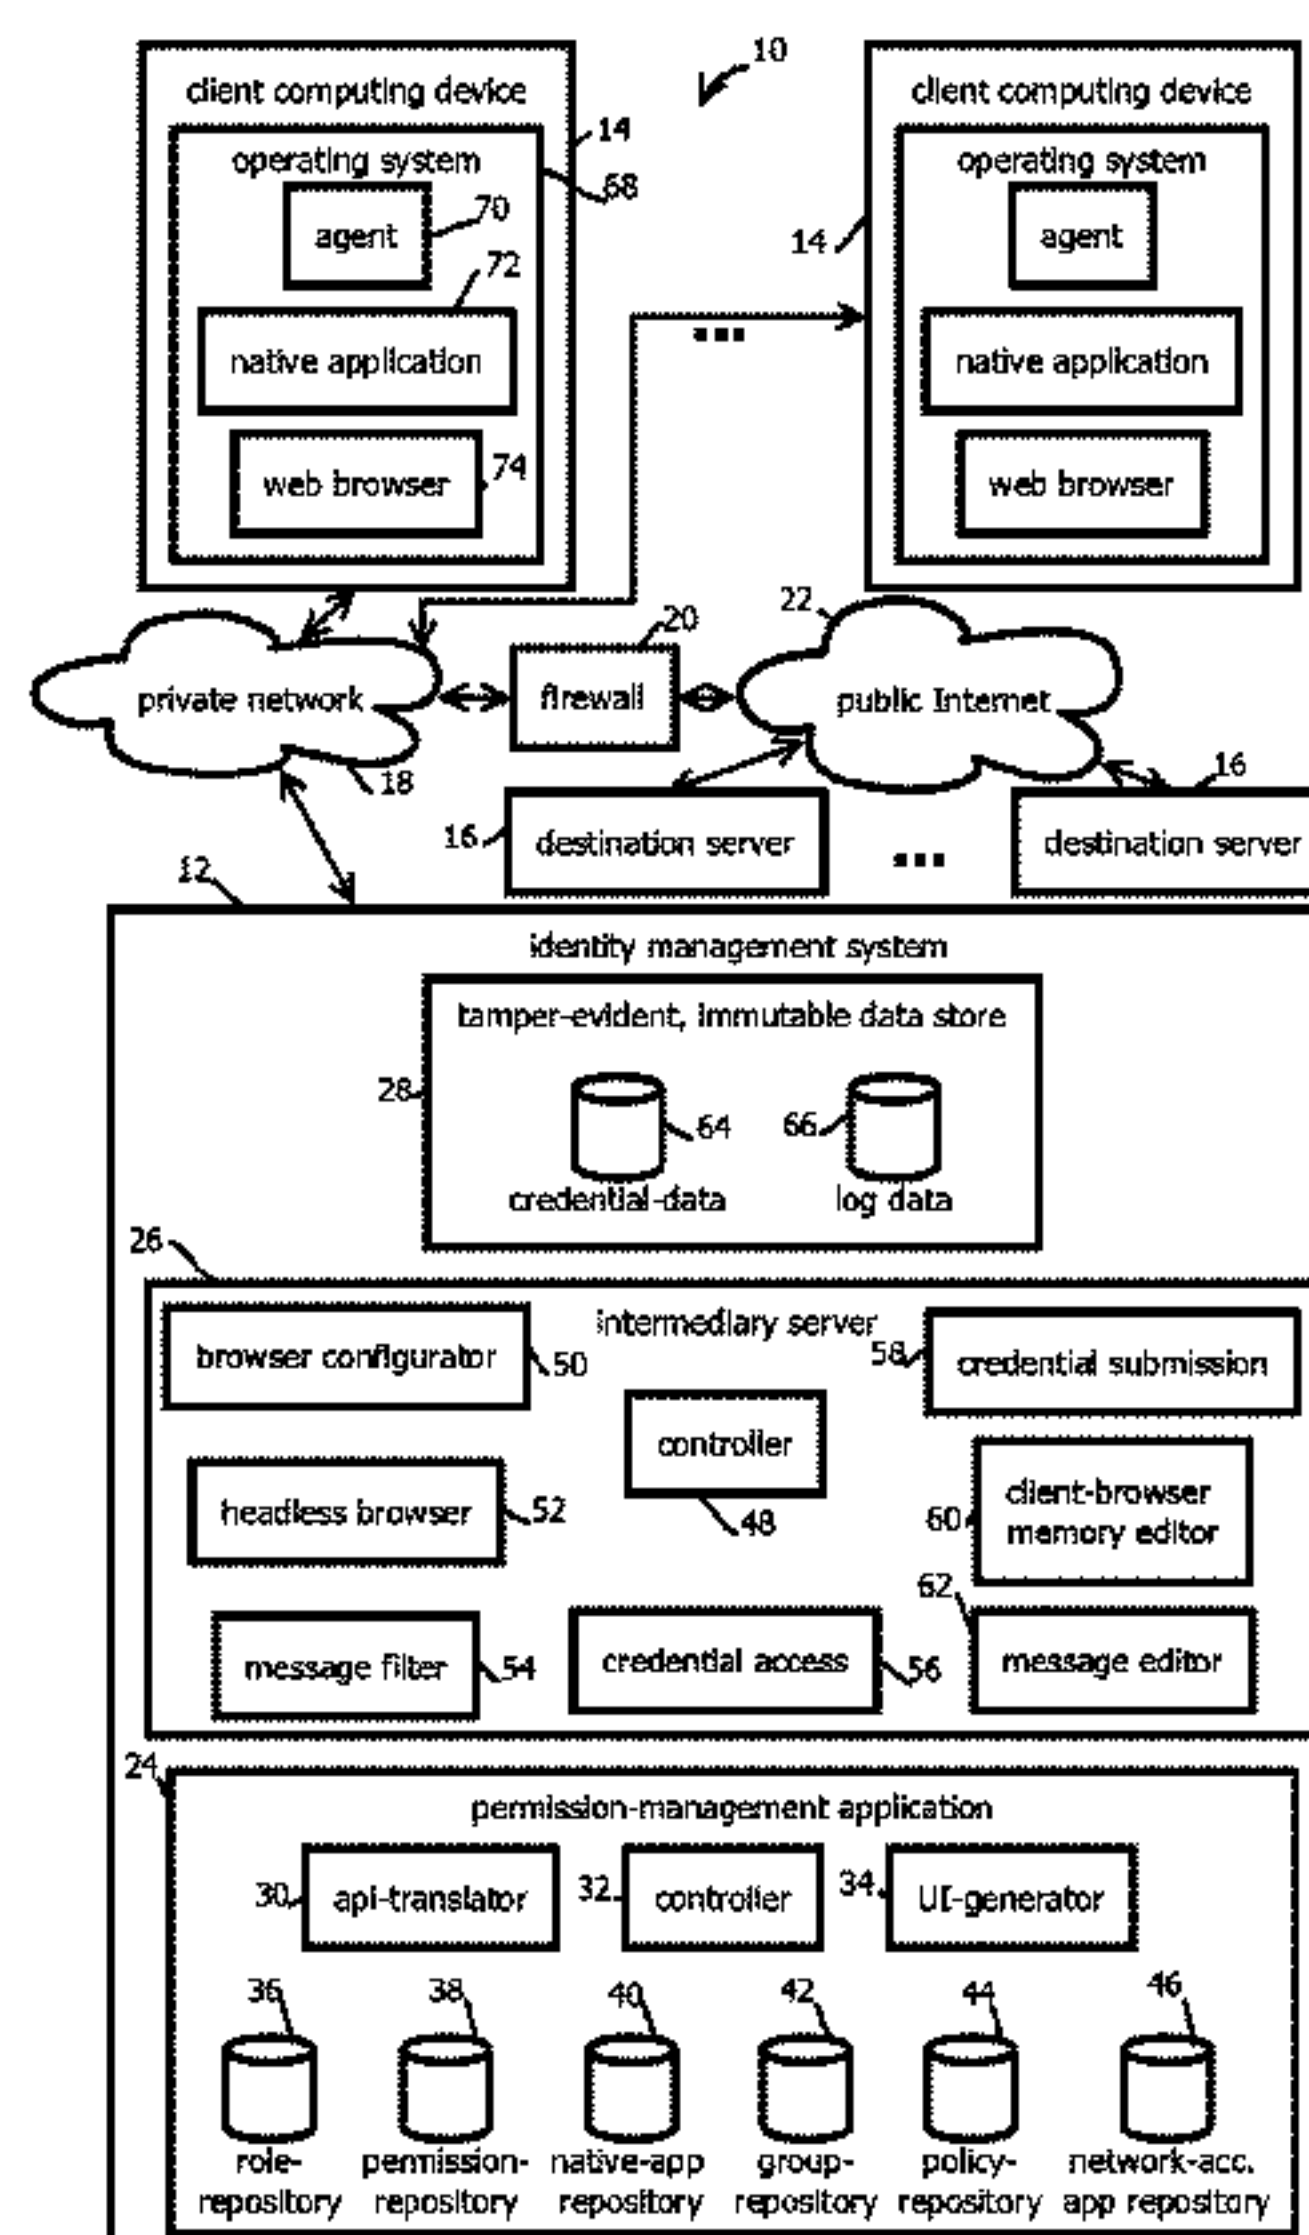 10
client computing device
client computing device
14
operating system
operating system
68
agent
70
agent
14
72
native application
native application
...
web browser
74
web browser
22
20
private network
firewall
public Internet
18
16
16
destination server
...
destination server
12
identity management system
tamper-evident, immutable data store
28
64
66
credential-data
log data
26
intermediary server
browser configurator
50
58
credential submission
controller
48
headless browser
52
60
client-browser
memory editor
62
message filter
54
credential access
56
message editor
24
permission-management application
30
api-translator
32
controller
34
UI-generator
36
38
40
42
44
46
role-
repository
permission-
repository
native-app
repository
group-
repository
policy-
repository
network-acc.
app repository